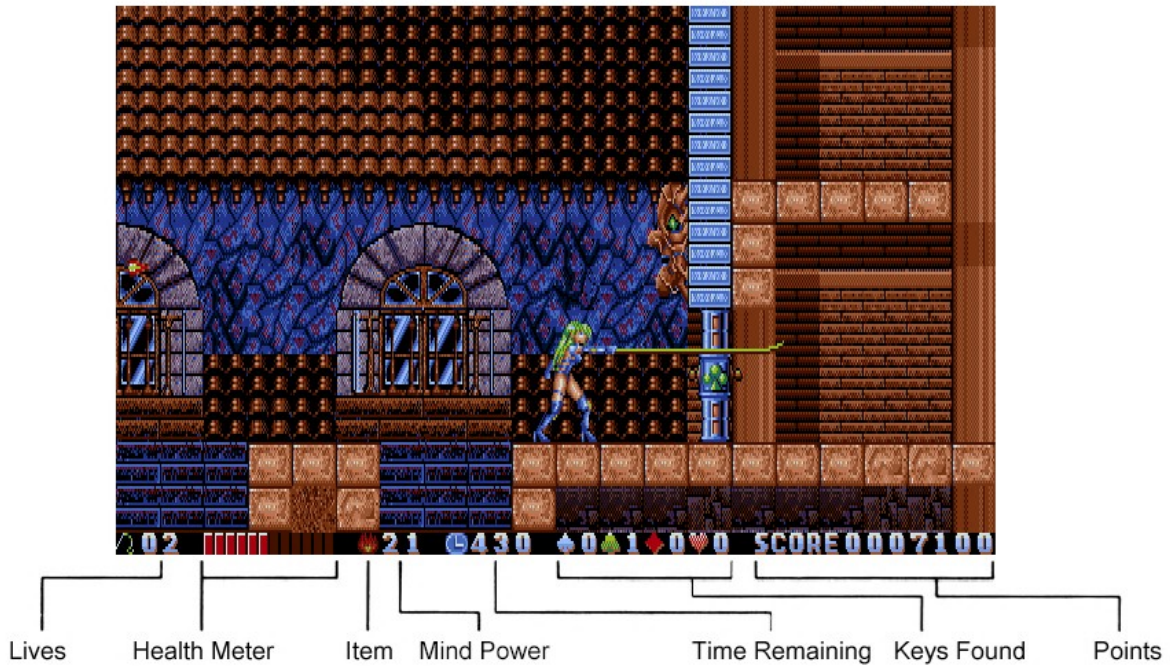 02 21 430 0 1 0 0 SCORE0007100
Lives Health Meter Item Mind Power Time Remaining Keys Found Points